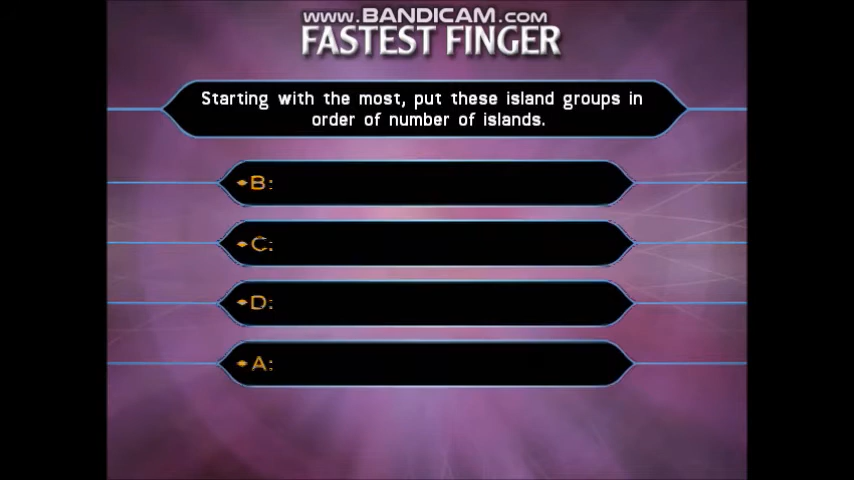 www.BANDICAM.com
FASTEST FINGER
Starting with the most, put these island groups in
order of number of islands.
B:
C:
D:
A: